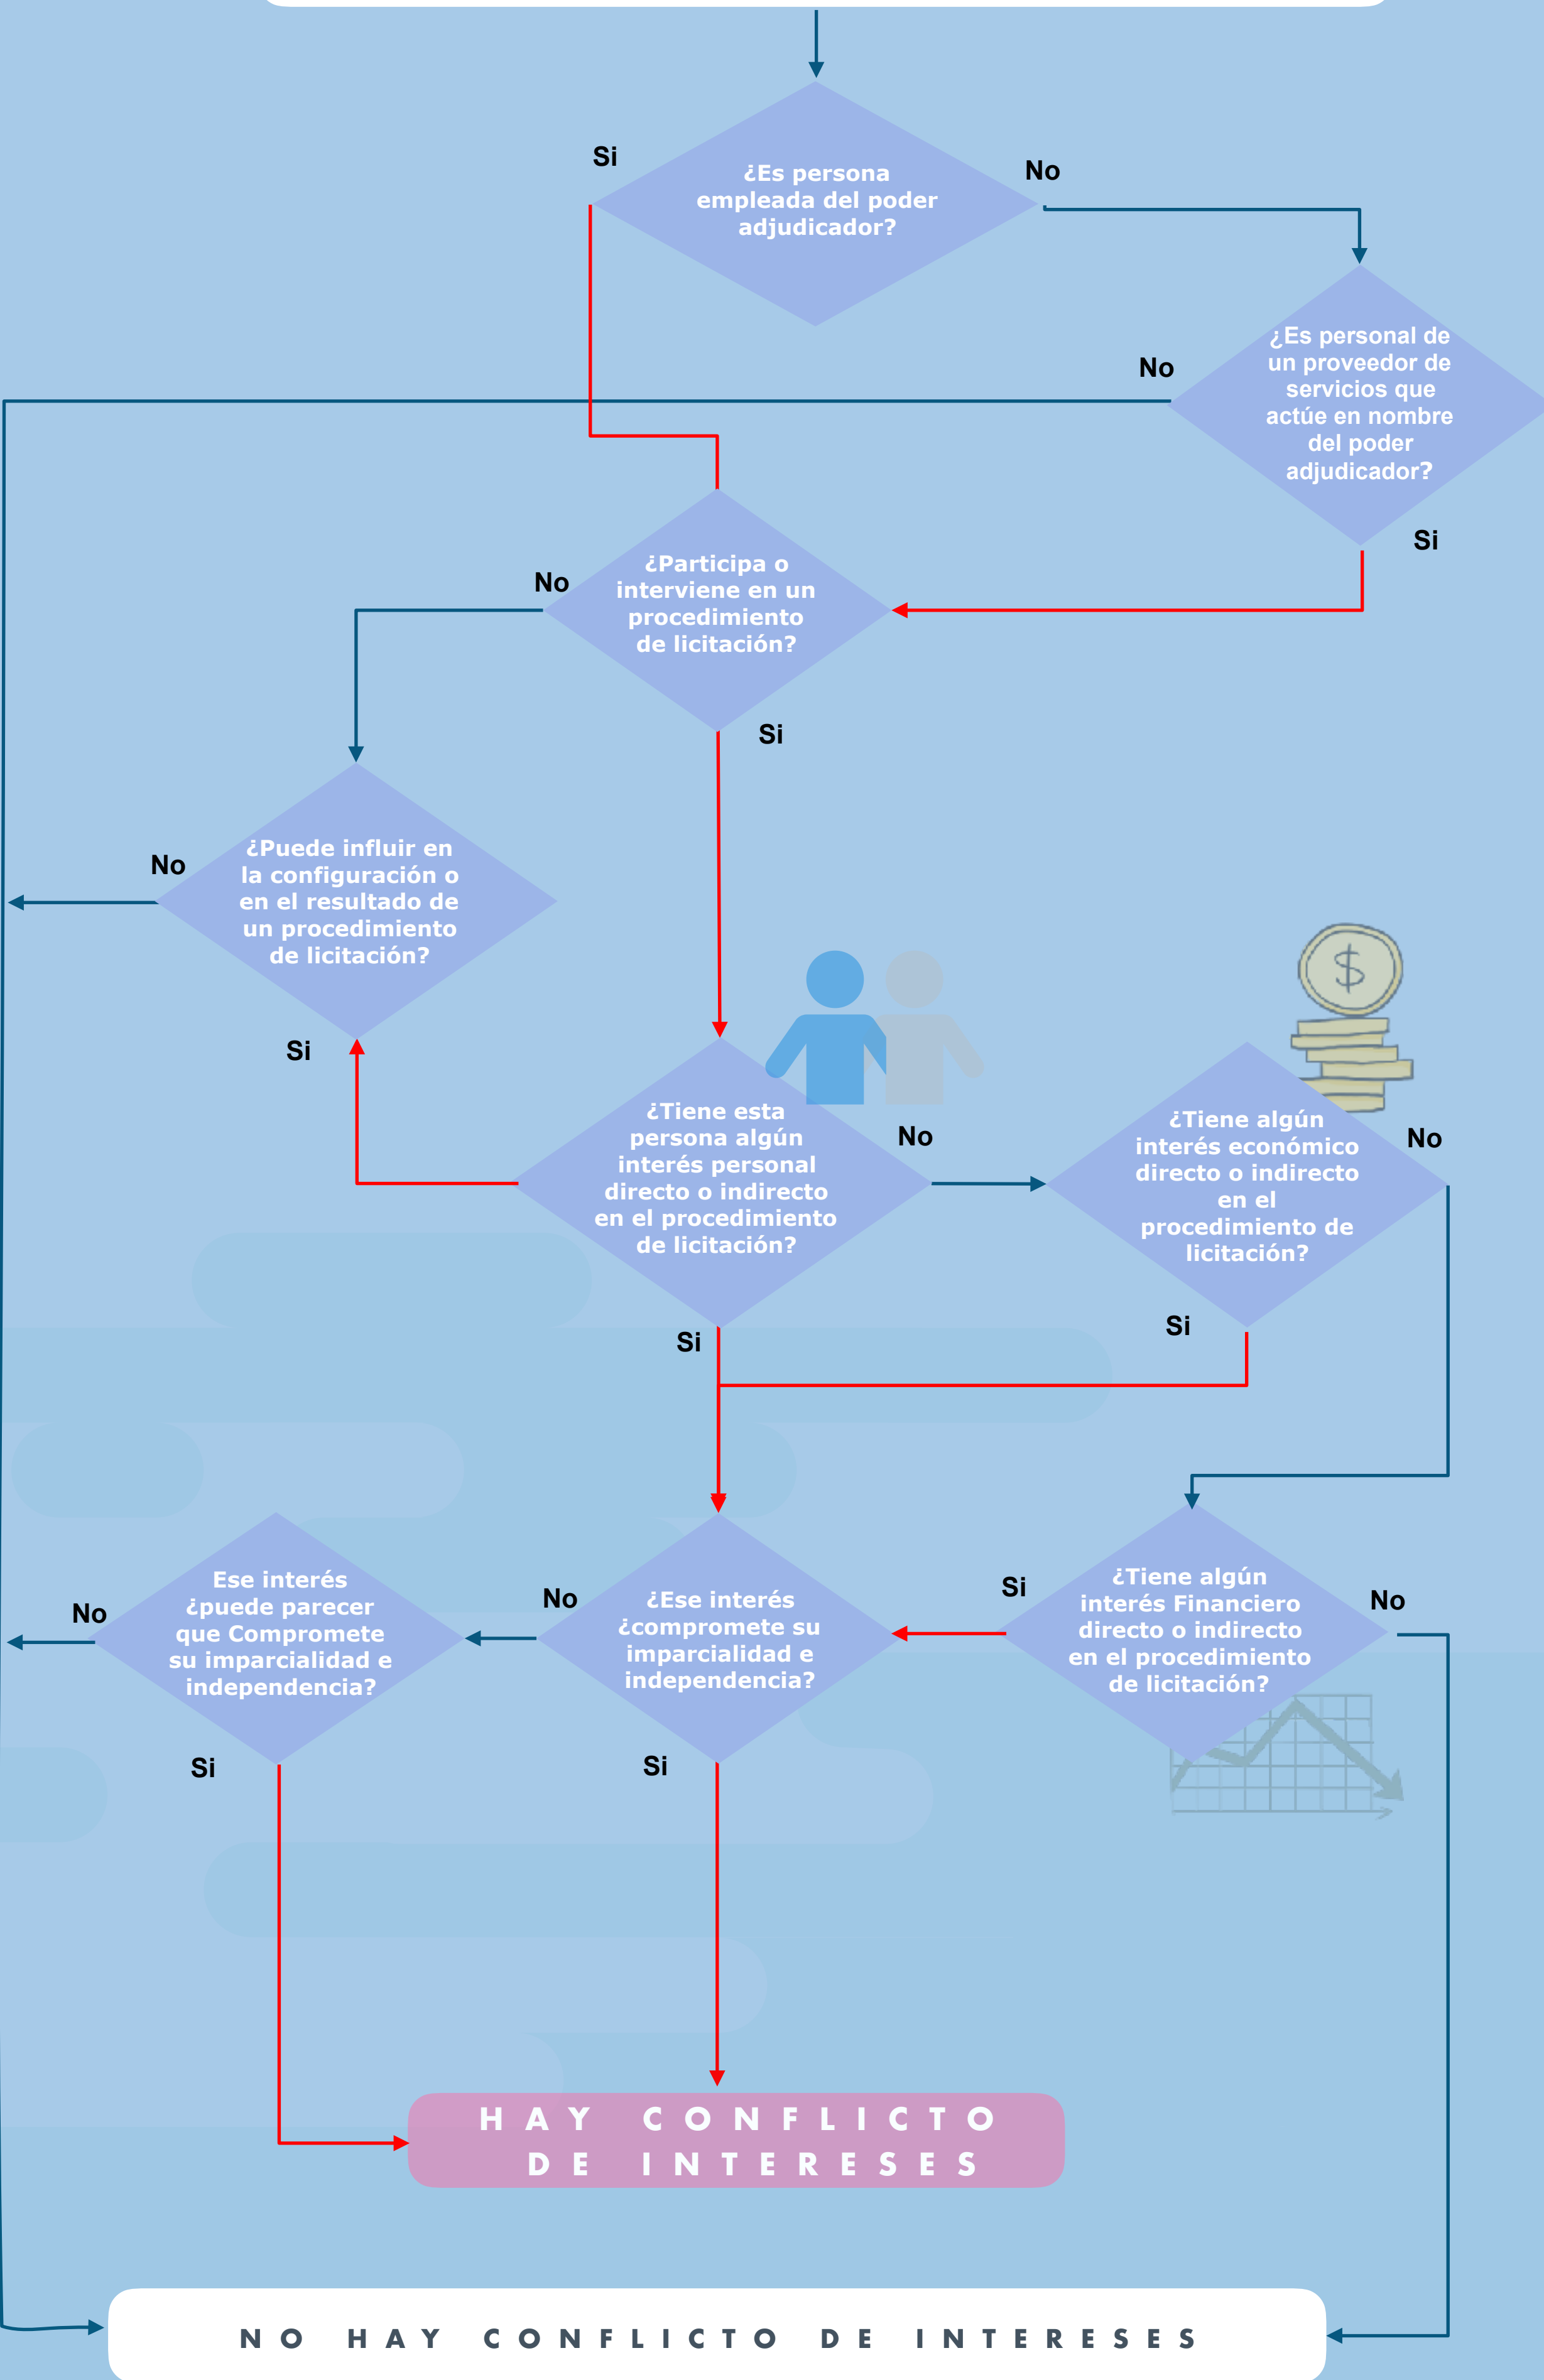 Si
¿Es persona
empleada del poder
adjudicador?
No
¿Es personal de
un proveedor de
servicios que
actúe en nombre
del poder
adjudicador?
No
Si
¿Participa o
interviene en un
procedimiento
de licitación?
No
Si
¿Puede influir en
la configuración o
en el resultado de
un procedimiento
de licitación?
No
Si
¿Tiene esta
persona algún
interés personal
directo o indirecto
en el procedimiento
de licitación?
No
Si
$
¿Tiene algún
interés económico
directo o indirecto
en el
procedimiento de
licitación?
No
Si
Ese interés
¿puede parecer
que Compromete
su imparcialidad e
independencia?
No
Si
¿Ese interés
¿compromete su
imparcialidad e
independencia?
No
Si
¿Tiene algún
interés Financiero
directo o indirecto
en el procedimiento
de licitación?
Si
No
HAY CONFLICTO
DE INTERESES
NO HAY CONFLICTO DE INTERESES